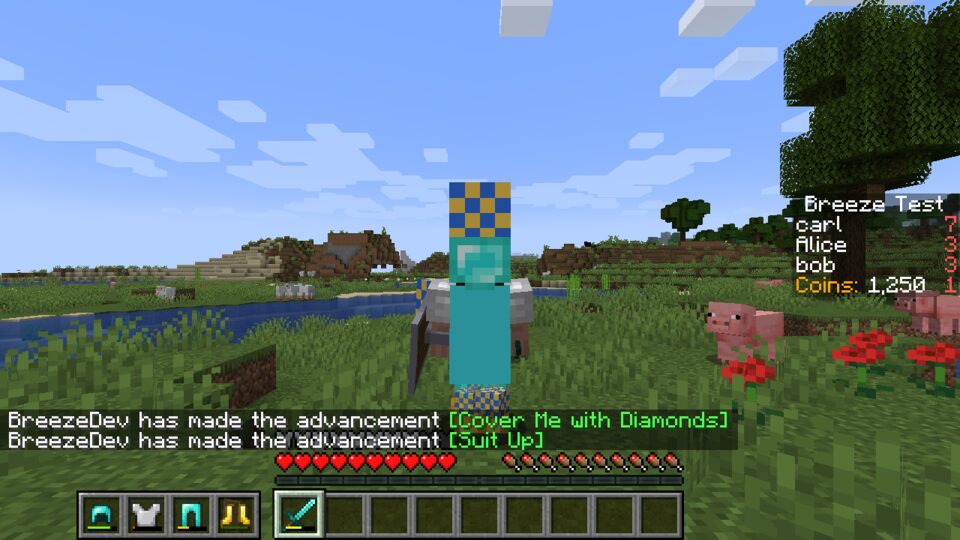 Breeze Test
carl 7
Alice 3
bob 3
Coins: 1,250 1
BreezeDev has made the advancement [Cover Me with Diamonds]
BreezeDev has made the advancement [Suit Up]